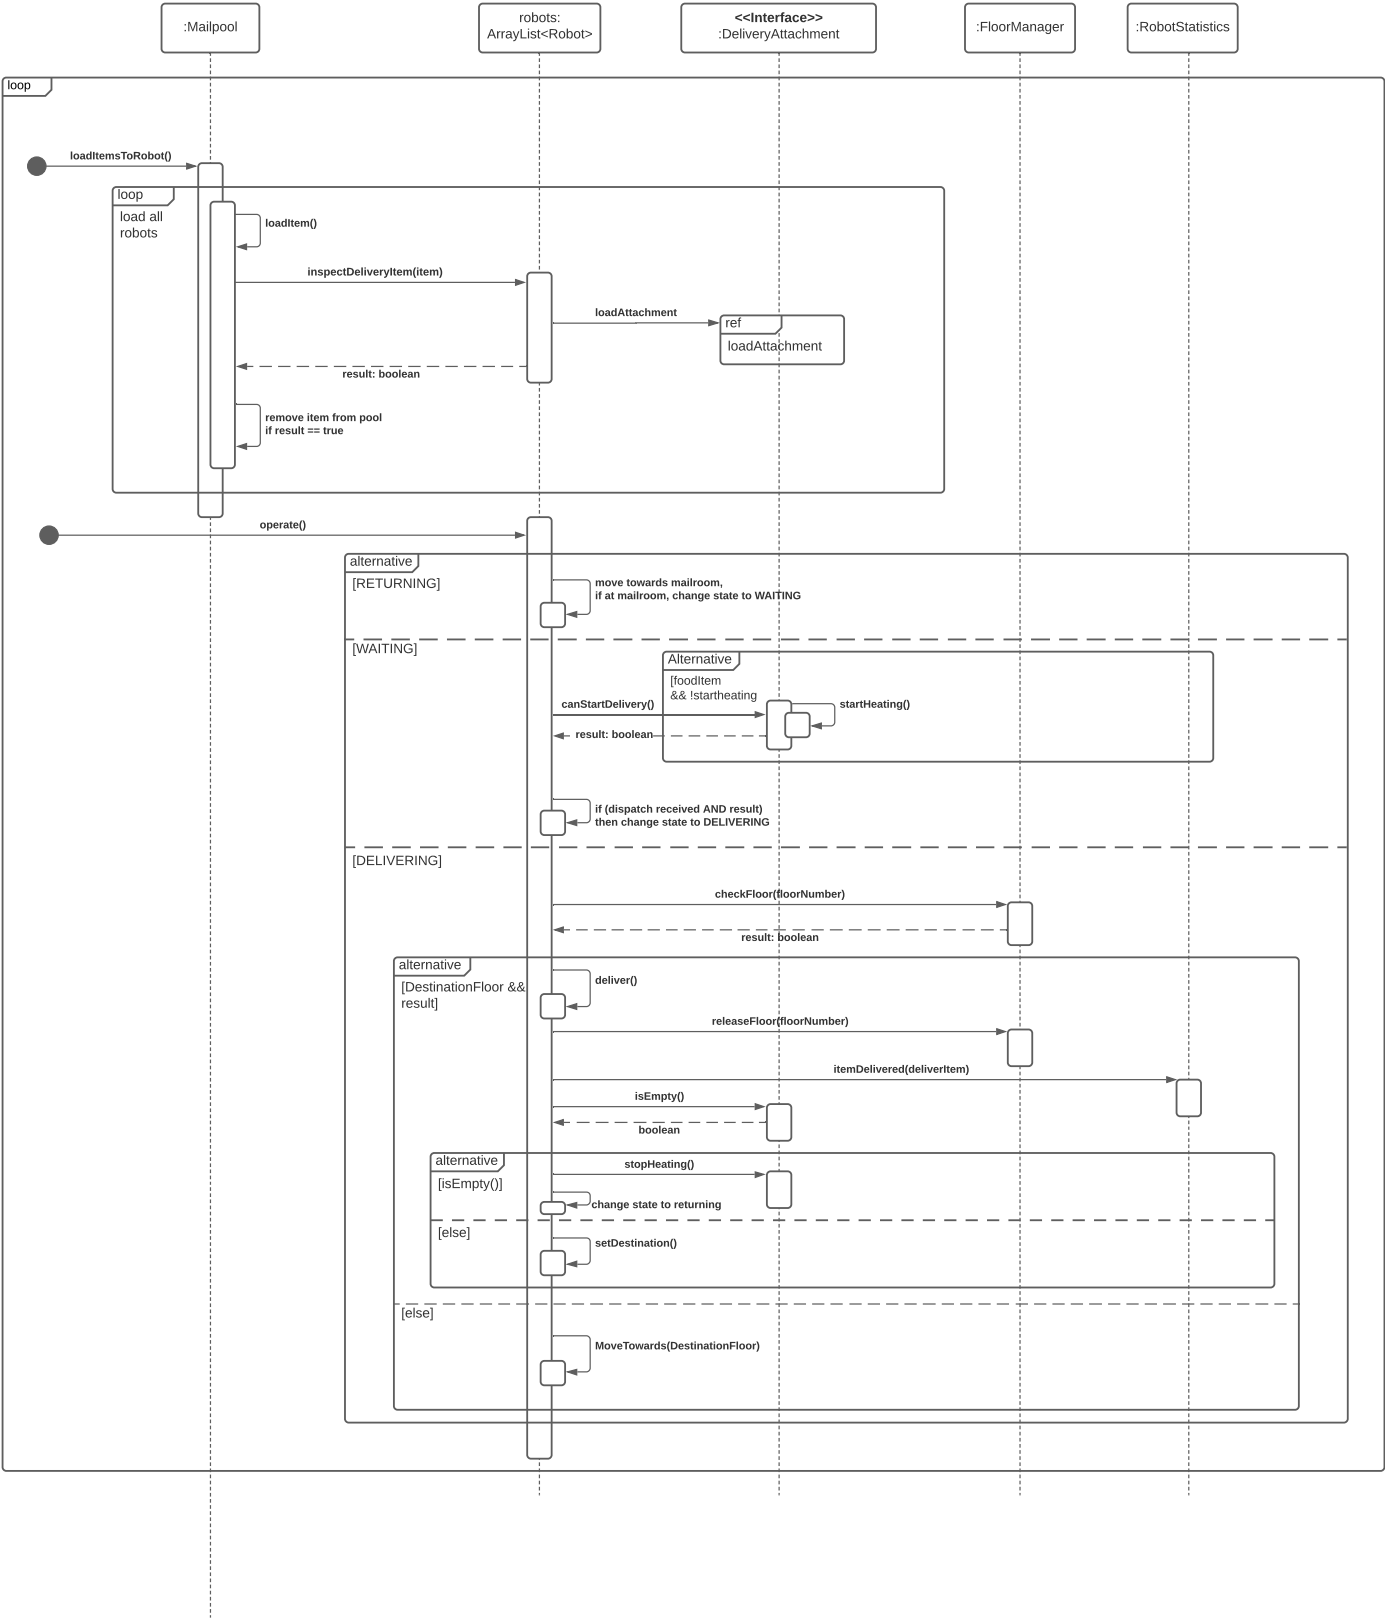 :Mailpool
robots:
ArrayList<Robot>
<<Interface>>
:DeliveryAttachment
:FloorManager
:RobotStatistics
loop
loadItemsToRobot()
loop
load all
robots
loadItem()
inspectDeliveryItem(item)
loadAttachment
ref
loadAttachment
result: boolean
remove item from pool
if result == true
operate()
alternative
[RETURNING]
move towards mailroom,
if at mailroom, change state to WAITING
[WAITING]
Alternative
[foodItem
&& !startheating
canStartDelivery()
startHeating()
result: boolean
if (dispatch received AND result)
then change state to DELIVERING
[DELIVERING]
checkFloor(floorNumber)
result: boolean
alternative
[DestinationFloor &&
result]
deliver()
releaseFloor(floorNumber)
itemDelivered(deliverItem)
isEmpty()
boolean
alternative
[isEmpty()]
stopHeating()
change state to returning
[else]
setDestination()
[else]
MoveTowards(DestinationFloor)